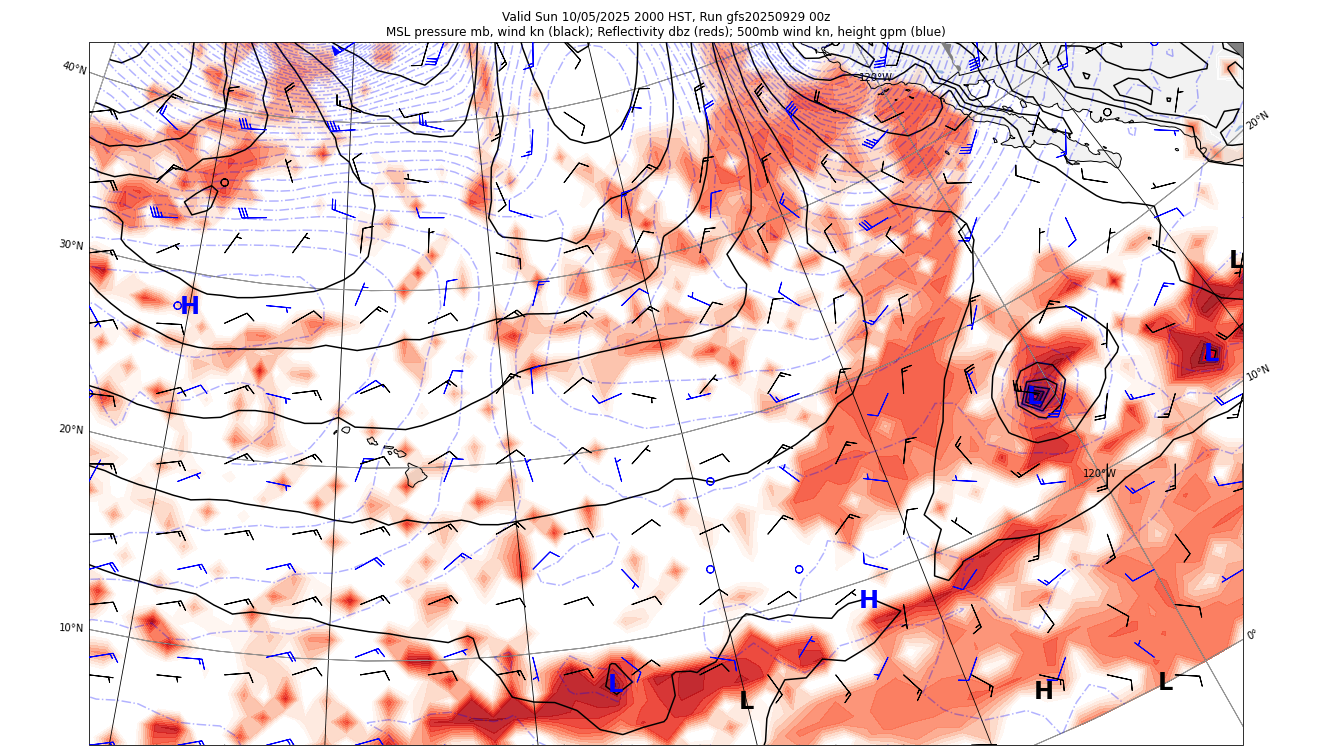 Valid Sun 10/05/2025 2000 HST, Run gfs20250929 00z
MSL pressure mb, wind kn (black); Reflectivity dbz (reds); 500mb wind kn, height gpm (blue)
40°N
120°W
20°N
30°N
L
H
L
L
10°N
20°N
120°W
H
10°N
0°
L
L
H
L